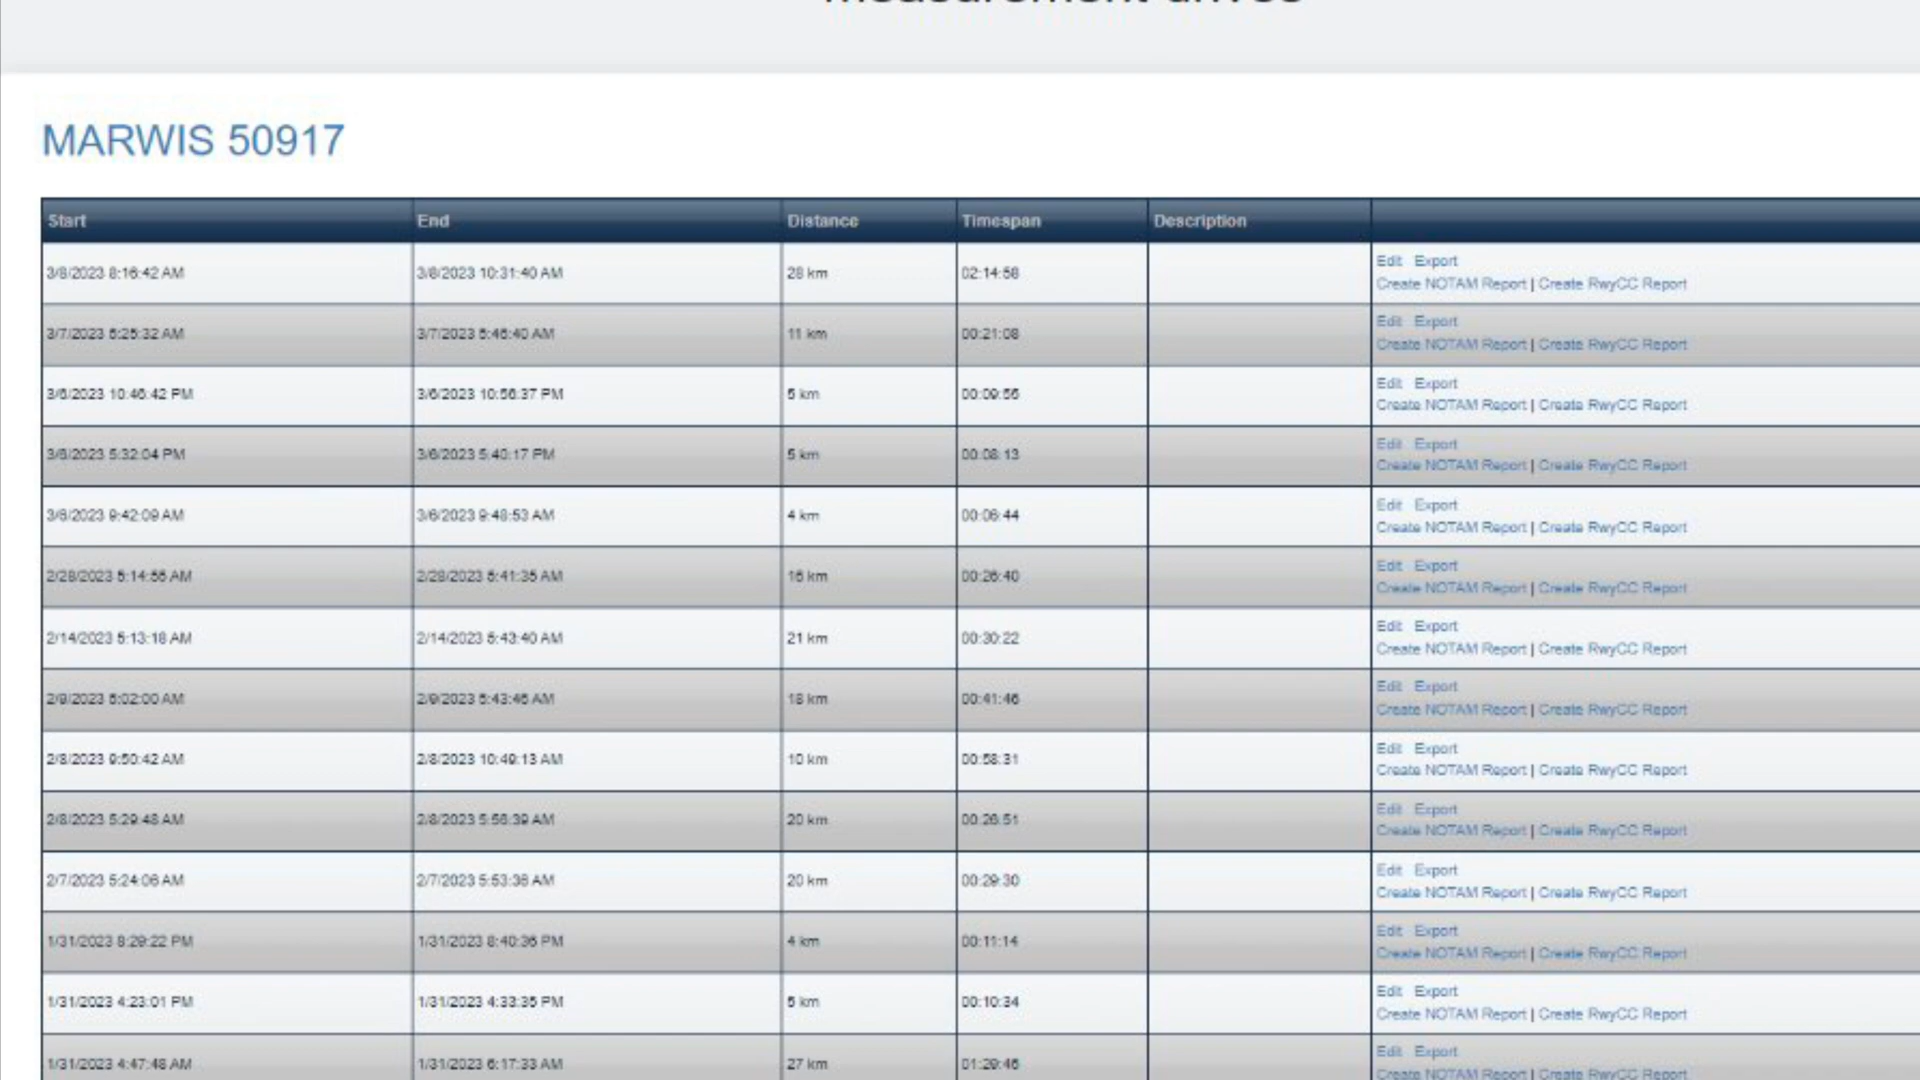 Measurement drives
MARWIS 50917
Start End Distance Timespan Description
3/8/2023 8:16:42 AM 3/8/2023 10:31:40 AM 28 km 02:14:58 Edit Export
Create NOTAM Report | Create RwyCC Report
3/7/2023 5:25:32 AM 3/7/2023 5:46:40 AM 11 km 00:21:08 Edit Export
Create NOTAM Report | Create RwyCC Report
3/6/2023 10:46:42 PM 3/6/2023 10:56:37 PM 5 km 00:09:55 Edit Export
Create NOTAM Report | Create RwyCC Report
3/6/2023 5:32:04 PM 3/6/2023 5:40:17 PM 5 km 00:08:13 Edit Export
Create NOTAM Report | Create RwyCC Report
3/6/2023 9:42:09 AM 3/6/2023 9:48:53 AM 4 km 00:06:44 Edit Export
Create NOTAM Report | Create RwyCC Report
2/28/2023 5:14:55 AM 2/28/2023 5:41:35 AM 16 km 00:26:40 Edit Export
Create NOTAM Report | Create RwyCC Report
2/14/2023 5:13:18 AM 2/14/2023 5:43:40 AM 21 km 00:30:22 Edit Export
Create NOTAM Report | Create RwyCC Report
2/9/2023 5:02:00 AM 2/9/2023 5:43:46 AM 18 km 00:41:46 Edit Export
Create NOTAM Report | Create RwyCC Report
2/8/2023 9:50:42 AM 2/8/2023 10:49:13 AM 10 km 00:58:31 Edit Export
Create NOTAM Report | Create RwyCC Report
2/8/2023 5:29:48 AM 2/8/2023 5:56:39 AM 20 km 00:26:51 Edit Export
Create NOTAM Report | Create RwyCC Report
2/7/2023 5:24:06 AM 2/7/2023 5:53:36 AM 20 km 00:29:30 Edit Export
Create NOTAM Report | Create RwyCC Report
1/31/2023 8:29:22 PM 1/31/2023 8:40:36 PM 4 km 00:11:14 Edit Export
Create NOTAM Report | Create RwyCC Report
1/31/2023 4:23:01 PM 1/31/2023 4:33:35 PM 5 km 00:10:34 Edit Export
Create NOTAM Report | Create RwyCC Report
1/31/2023 4:47:48 AM 1/31/2023 6:17:33 AM 27 km 01:29:46 Edit Export
Create NOTAM Report | Create RwyCC Report